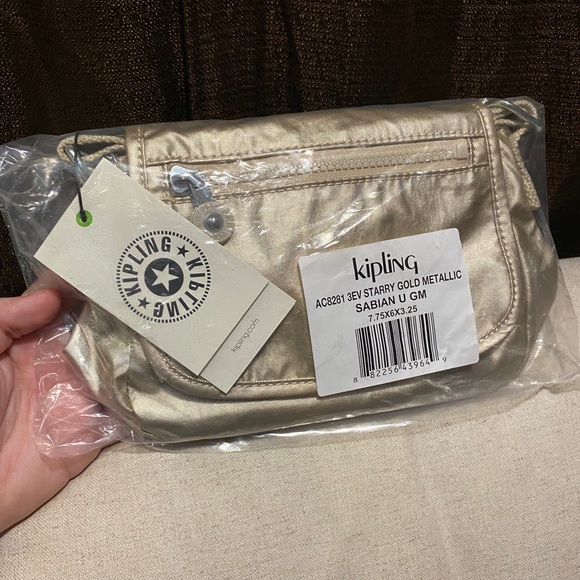 KIPLING
KIPLING
kipling.com
kipling
AC8281 3EV STARRY GOLD METALLIC
SABIAN U GM
7.75X6X3.25
8 82256 43964 9